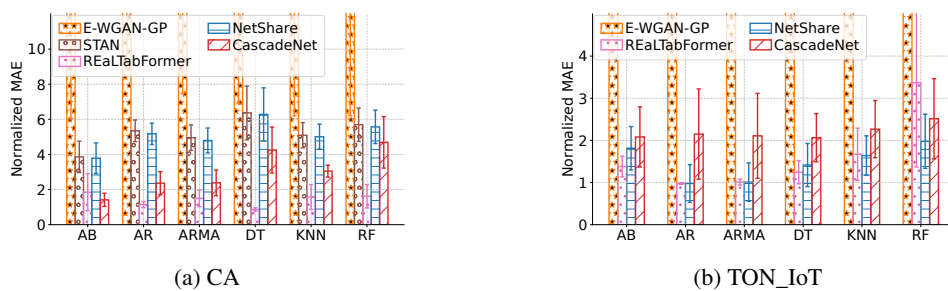 E-WGAN-GP
STAN
REaLTabFormer
NetShare
CascadeNet
Normalized MAE
10
8
6
4
2
0
AB AR ARMA DT KNN RF
(a) CA
E-WGAN-GP
REaLTabFormer
NetShare
CascadeNet
Normalized MAE
4
3
2
1
0
AB AR ARMA DT KNN RF
(b) TON_IoT